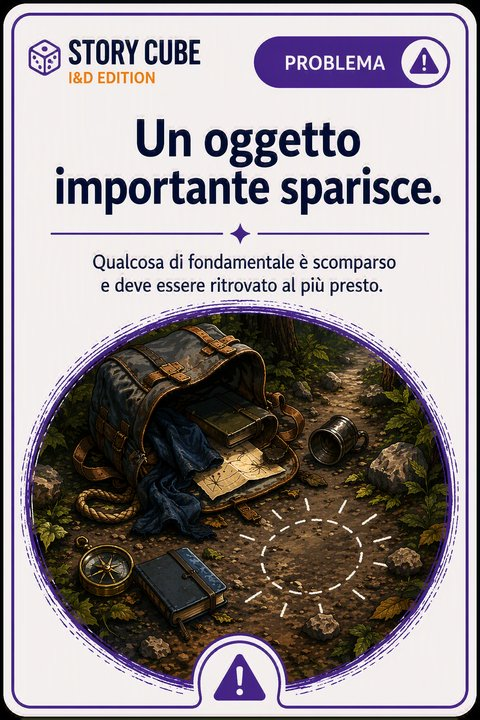 STORY CUBE
I&D EDITION
PROBLEMA
Un oggetto
importante sparisce.
Qualcosa di fondamentale è scomparso
e deve essere ritrovato al più presto.